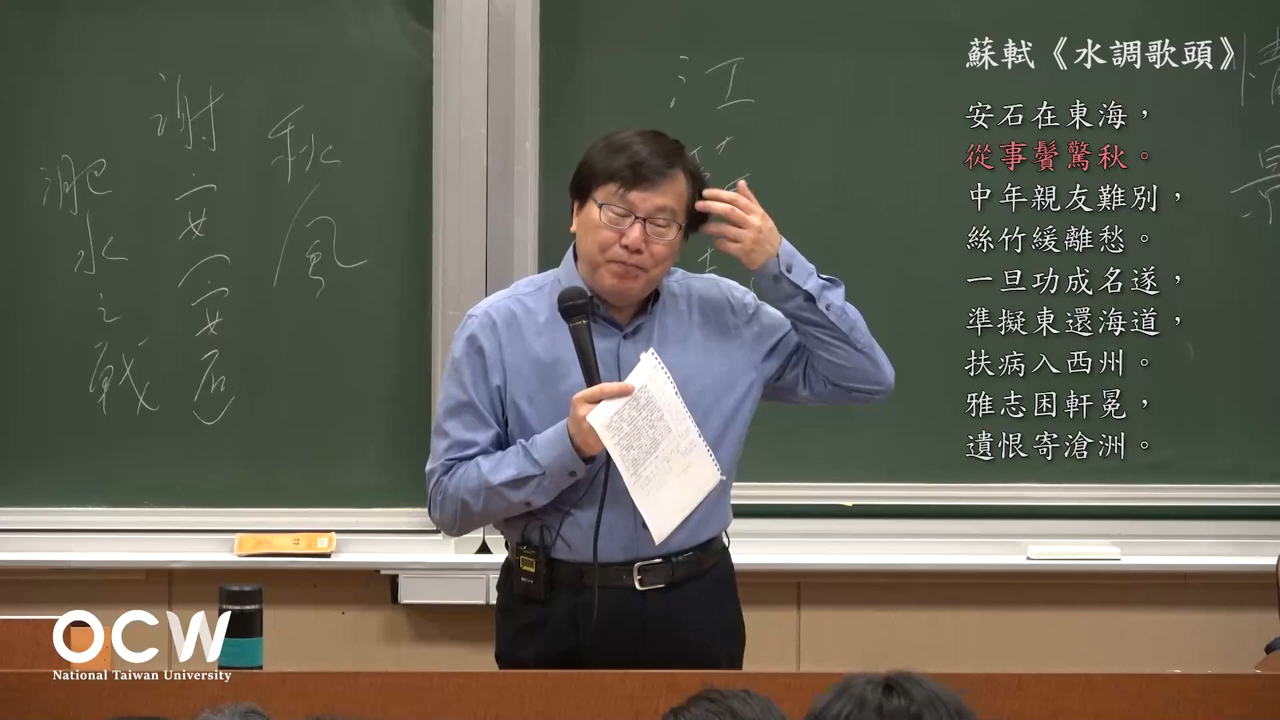 蘇軾《水調歌頭》
安石在東海，
從事鬢驚秋。
中年親友難別，
絲竹緩離愁。
一旦功成名遂，
準擬東還海道，
扶病入西州。
雅志困軒冕，
遺恨寄滄洲。
秋風
謝安（安石）
淝水之戰
江
情景
OCW
National Taiwan University